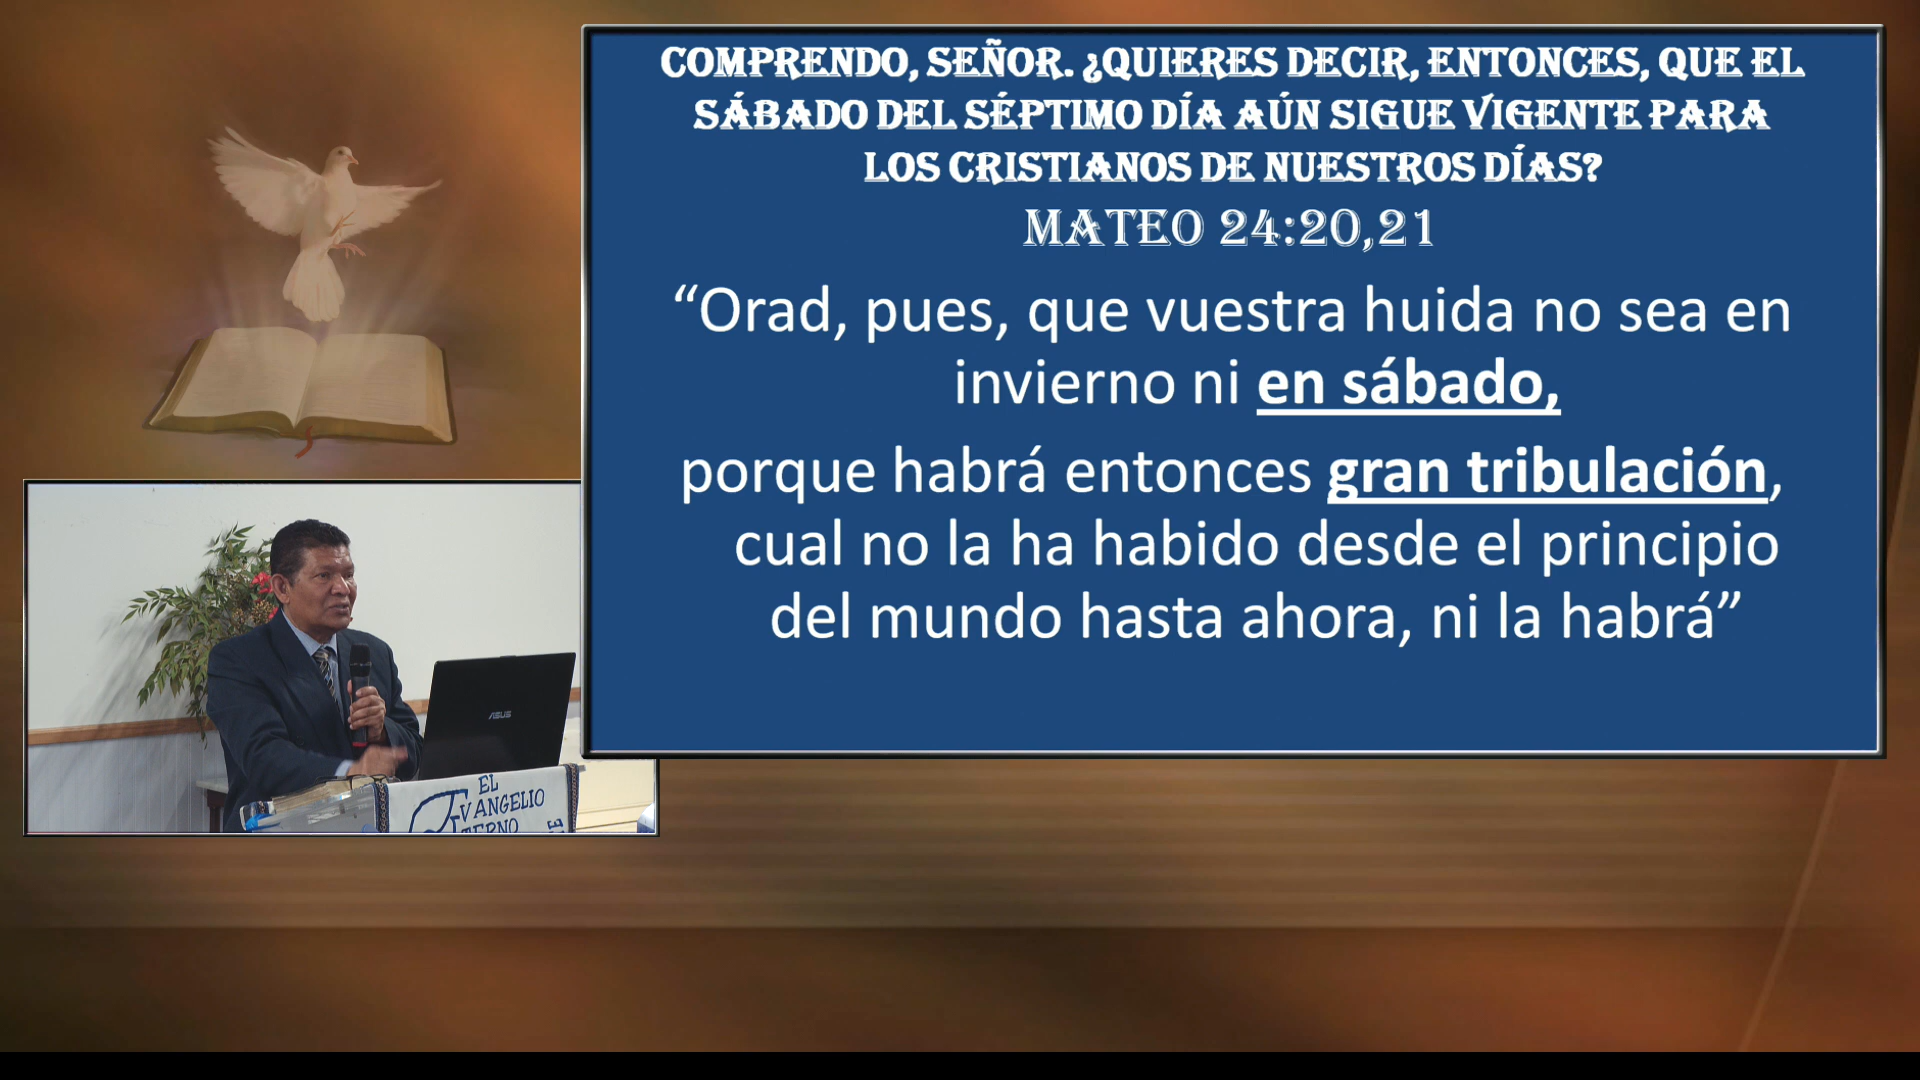 COMPRENDO, SEÑOR. ¿QUIERES DECIR, ENTONCES, QUE EL
SÁBADO DEL SÉPTIMO DÍA AÚN SIGUE VIGENTE PARA
LOS CRISTIANOS DE NUESTROS DÍAS?
MATEO 24:20,21
“Orad, pues, que vuestra huida no sea en
invierno ni en sábado,
porque habrá entonces gran tribulación,
cual no la ha habido desde el principio
del mundo hasta ahora, ni la habrá”
ASUS
EL
EVANGELIO